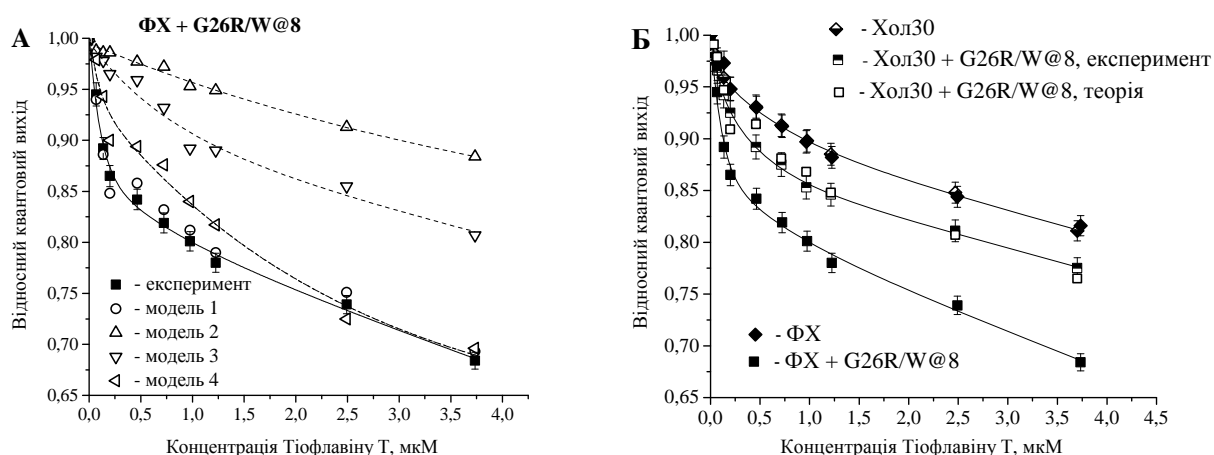 А
ФХ + G26R/W@8
Відносний квантовий вихід
1,00
0,95
0,90
0,85
0,80
0,75
0,70
0,65
- експеримент
- модель 1
- модель 2
- модель 3
- модель 4
0,0 0,5 1,0 1,5 2,0 2,5 3,0 3,5 4,0
Концентрація Тіофлавіну Т, мкМ
Б
Відносний квантовий вихід
1,00
0,95
0,90
0,85
0,80
0,75
0,70
0,65
- Хол30
- Хол30 + G26R/W@8, експеримент
- Хол30 + G26R/W@8, теорія
- ФХ
- ФХ + G26R/W@8
0,0 0,5 1,0 1,5 2,0 2,5 3,0 3,5 4,0 4,5
Концентрація Тіофлавіну Т, мкМ